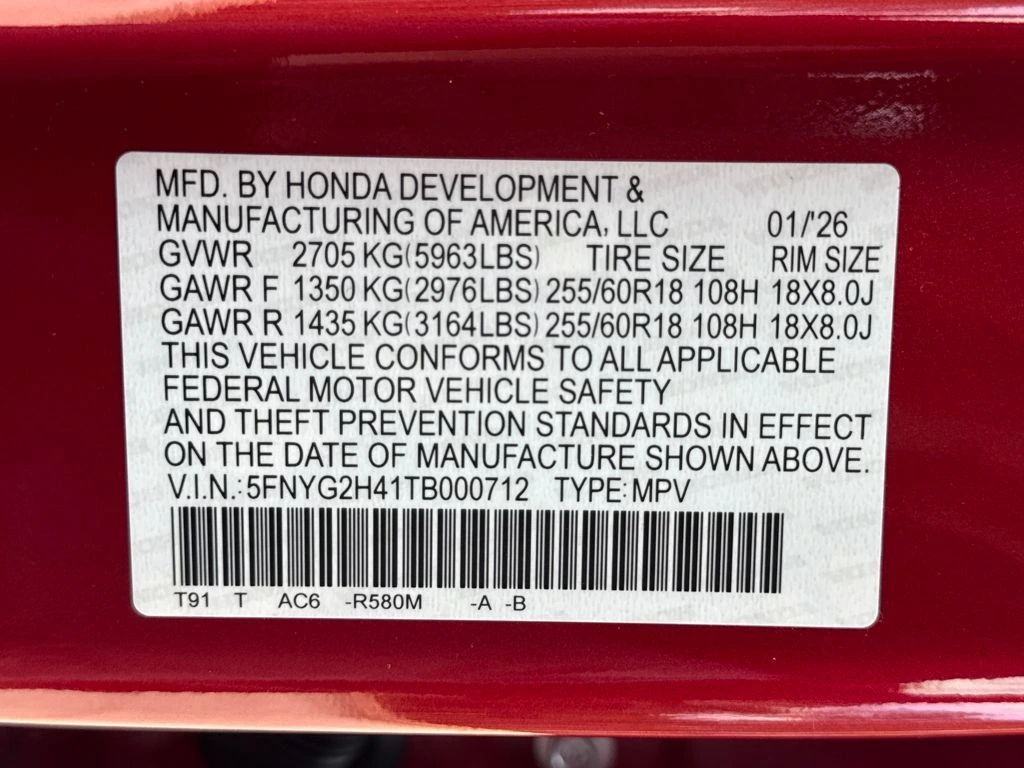 MFD. BY HONDA DEVELOPMENT &
MANUFACTURING OF AMERICA, LLC 01/'26
GVWR 2705 KG(5963LBS) TIRE SIZE RIM SIZE
GAWR F 1350 KG(2976LBS) 255/60R18 108H 18X8.0J
GAWR R 1435 KG(3164LBS) 255/60R18 108H 18X8.0J
THIS VEHICLE CONFORMS TO ALL APPLICABLE
FEDERAL MOTOR VEHICLE SAFETY
AND THEFT PREVENTION STANDARDS IN EFFECT
ON THE DATE OF MANUFACTURE SHOWN ABOVE.
V.I.N.: 5FNYG2H41TB000712 TYPE: MPV
T91 T AC6 -R580M -A -B